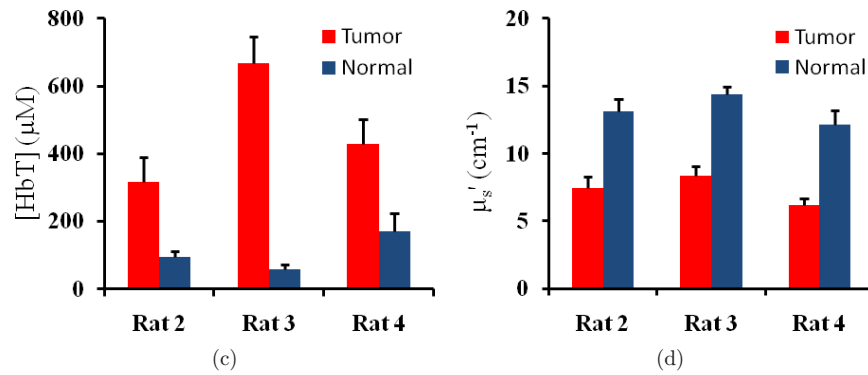 [HbT] (μM)
800
600
400
200
0
Tumor
Normal
Rat 2 Rat 3 Rat 4
(c)
μs' (cm-1)
20
15
10
5
0
Tumor
Normal
Rat 2 Rat 3 Rat 4
(d)